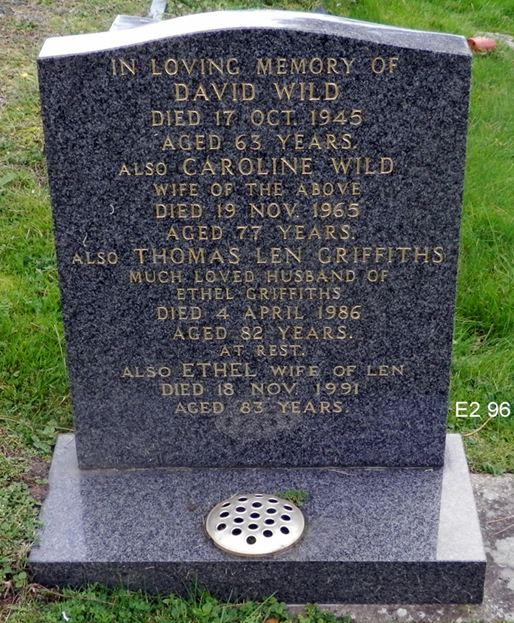 IN LOVING MEMORY OF
DAVID WILD
DIED 17 OCT. 1945
AGED 63 YEARS.
ALSO CAROLINE WILD
WIFE OF THE ABOVE
DIED 19 NOV. 1965
AGED 77 YEARS.
ALSO THOMAS LEN GRIFFITHS
MUCH LOVED HUSBAND OF
ETHEL GRIFFITHS
DIED 4 APRIL 1986
AGED 82 YEARS.
AT REST.
ALSO ETHEL WIFE OF LEN
DIED 18 NOV. 1991
AGED 83 YEARS
E2 96